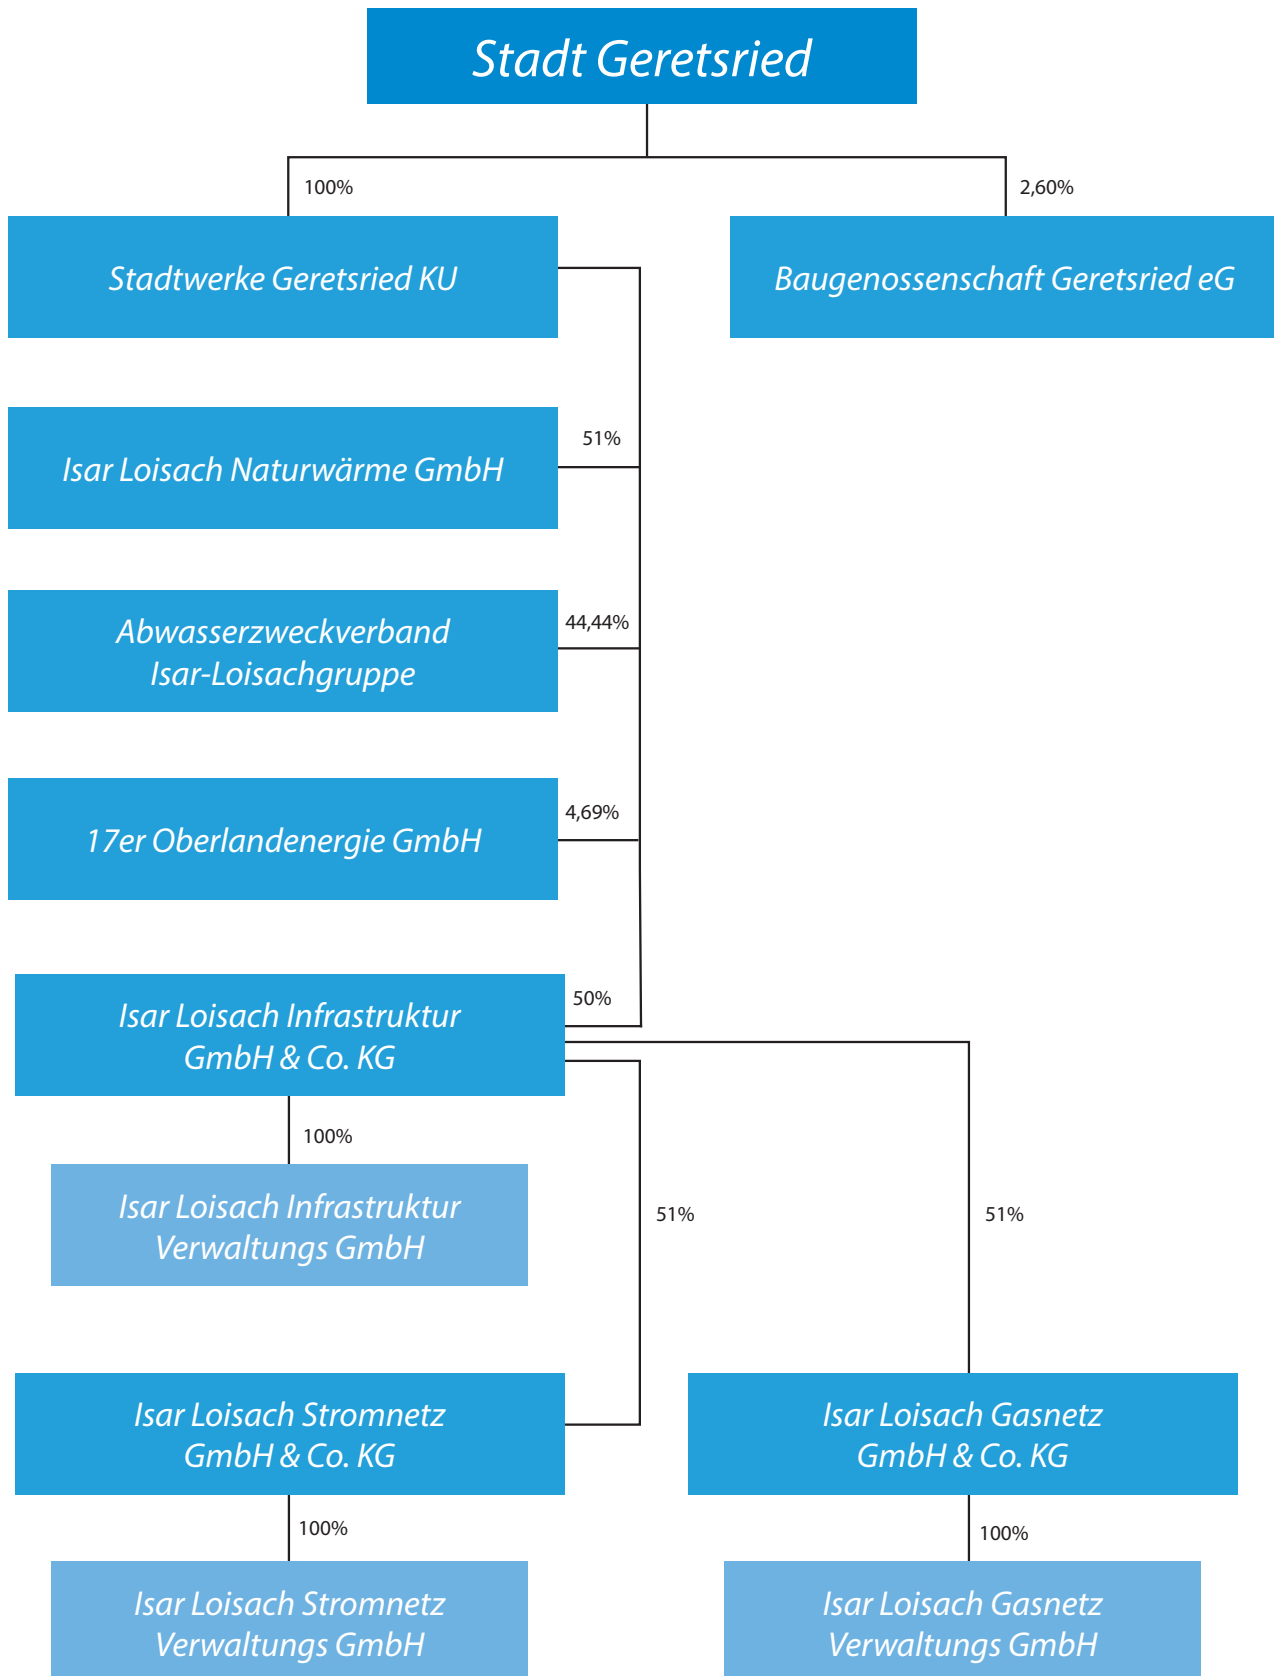 Stadt Geretsried
100%
2,60%
Stadtwerke Geretsried KU
Baugenossenschaft Geretsried eG
51%
Isar Loisach Naturwärme GmbH
44,44%
Abwasserzweckverband
Isar-Loisachgruppe
4,69%
17er Oberlandenergie GmbH
50%
Isar Loisach Infrastruktur
GmbH & Co. KG
100%
Isar Loisach Infrastruktur
Verwaltungs GmbH
51%
51%
Isar Loisach Stromnetz
GmbH & Co. KG
Isar Loisach Gasnetz
GmbH & Co. KG
100%
100%
Isar Loisach Stromnetz
Verwaltungs GmbH
Isar Loisach Gasnetz
Verwaltungs GmbH